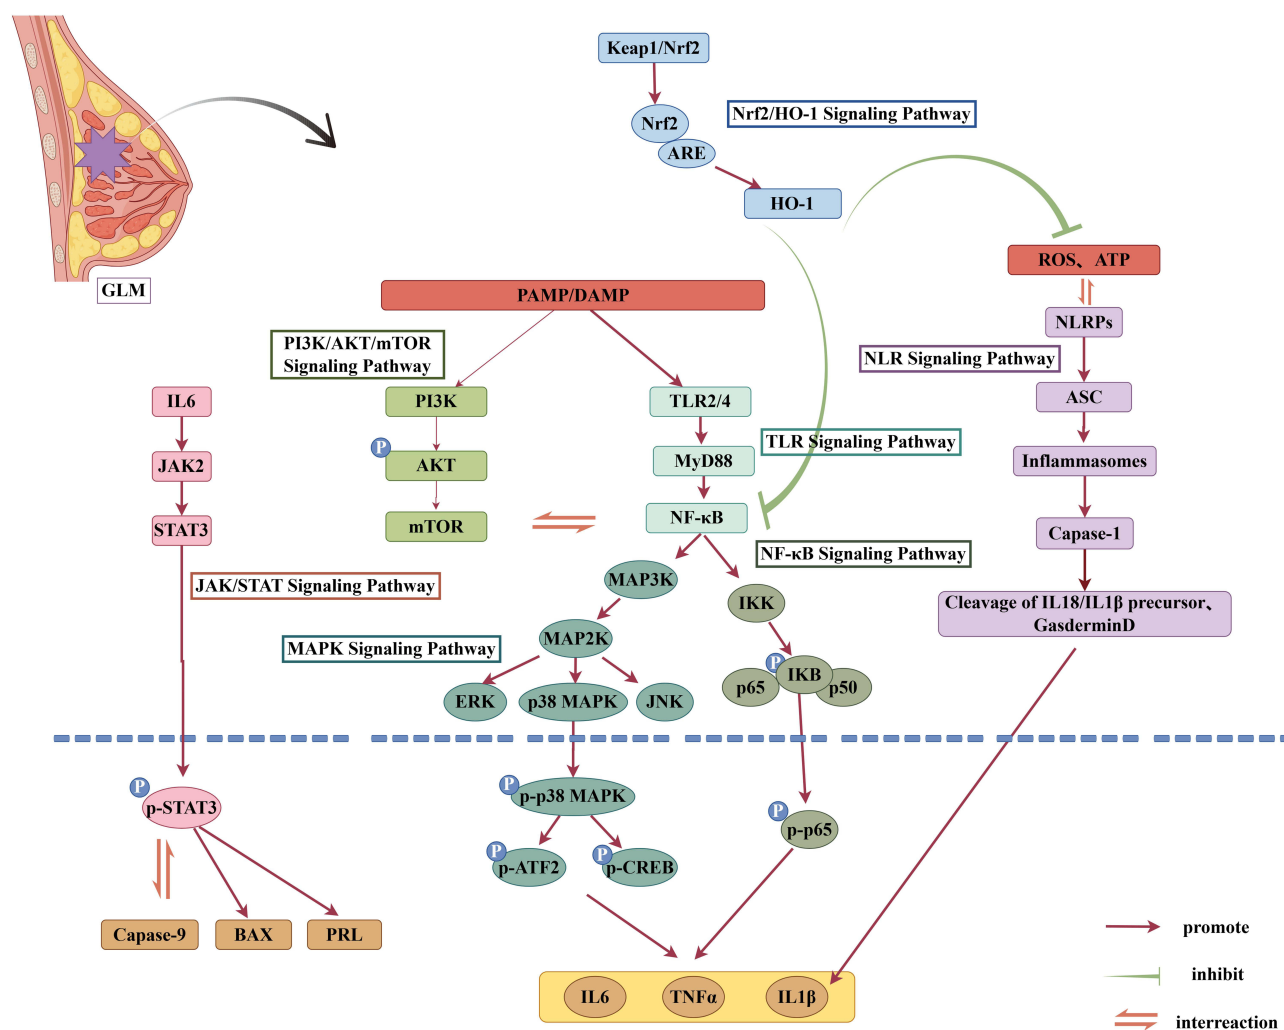 Keap1/Nrf2
Nrf2/HO-1 Signaling Pathway
Nrf2
ARE
HO-1
ROS、ATP
GLM
PAMP/DAMP
NLRPs
PI3K/AKT/mTOR
Signaling Pathway
NLR Signaling Pathway
IL6
PI3K
TLR2/4
ASC
TLR Signaling Pathway
P
JAK2
AKT
MyD88
Inflammasomes
STAT3
mTOR
NF-κB
Capase-1
NF-κB Signaling Pathway
JAK/STAT Signaling Pathway
MAP3K
IKK
Cleavage of IL18/IL1β precursor、
GasderminD
MAP2K
MAPK Signaling Pathway
P
IKB
p65
p50
ERK
p38 MAPK
JNK
P
p-STAT3
P
p-p38 MAPK
P
p-p65
P
p-ATF2
P
p-CREB
Capase-9
BAX
PRL
promote
inhibit
IL6
TNFα
IL1β
interreaction